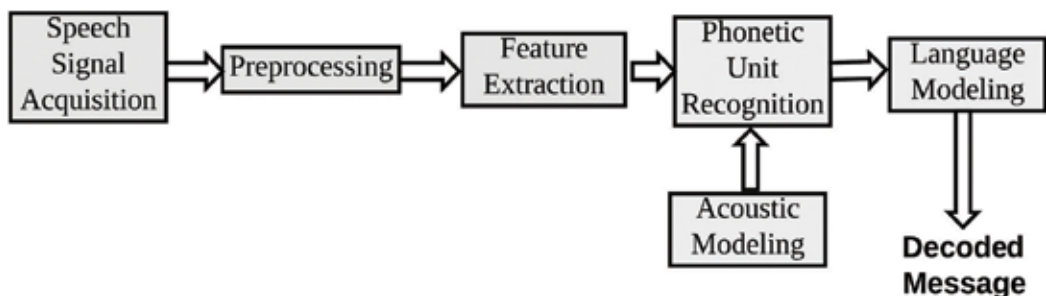 Speech
Signal
Acquisition
Preprocessing
Feature
Extraction
Phonetic
Unit
Recognition
Language
Modeling
Acoustic
Modeling
Decoded
Message